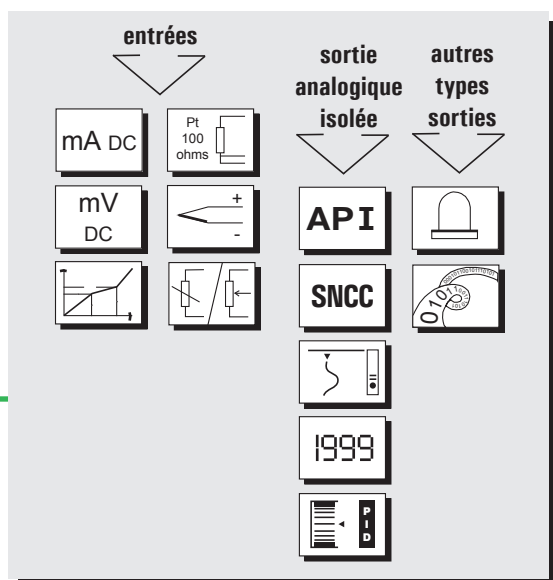 entrées
sortie
analogique
isolée
autres
types
sorties
mA DC
Pt
100
ohms
mV
DC
+
-
API
SNCC
1999
P
I
D